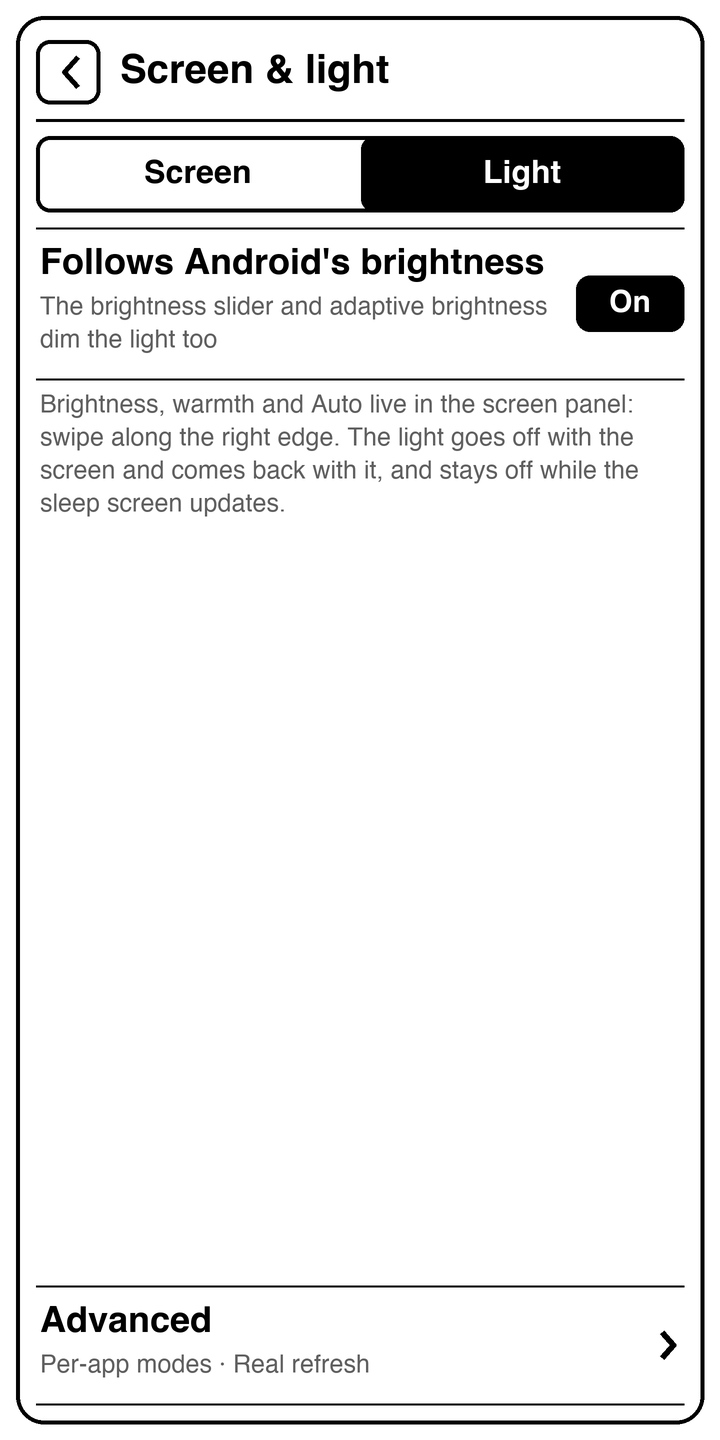 Screen & light
Screen
Light
Follows Android's brightness
The brightness slider and adaptive brightness
dim the light too
On
Brightness, warmth and Auto live in the screen panel:
swipe along the right edge. The light goes off with the
screen and comes back with it, and stays off while the
sleep screen updates.
Advanced
Per-app modes · Real refresh